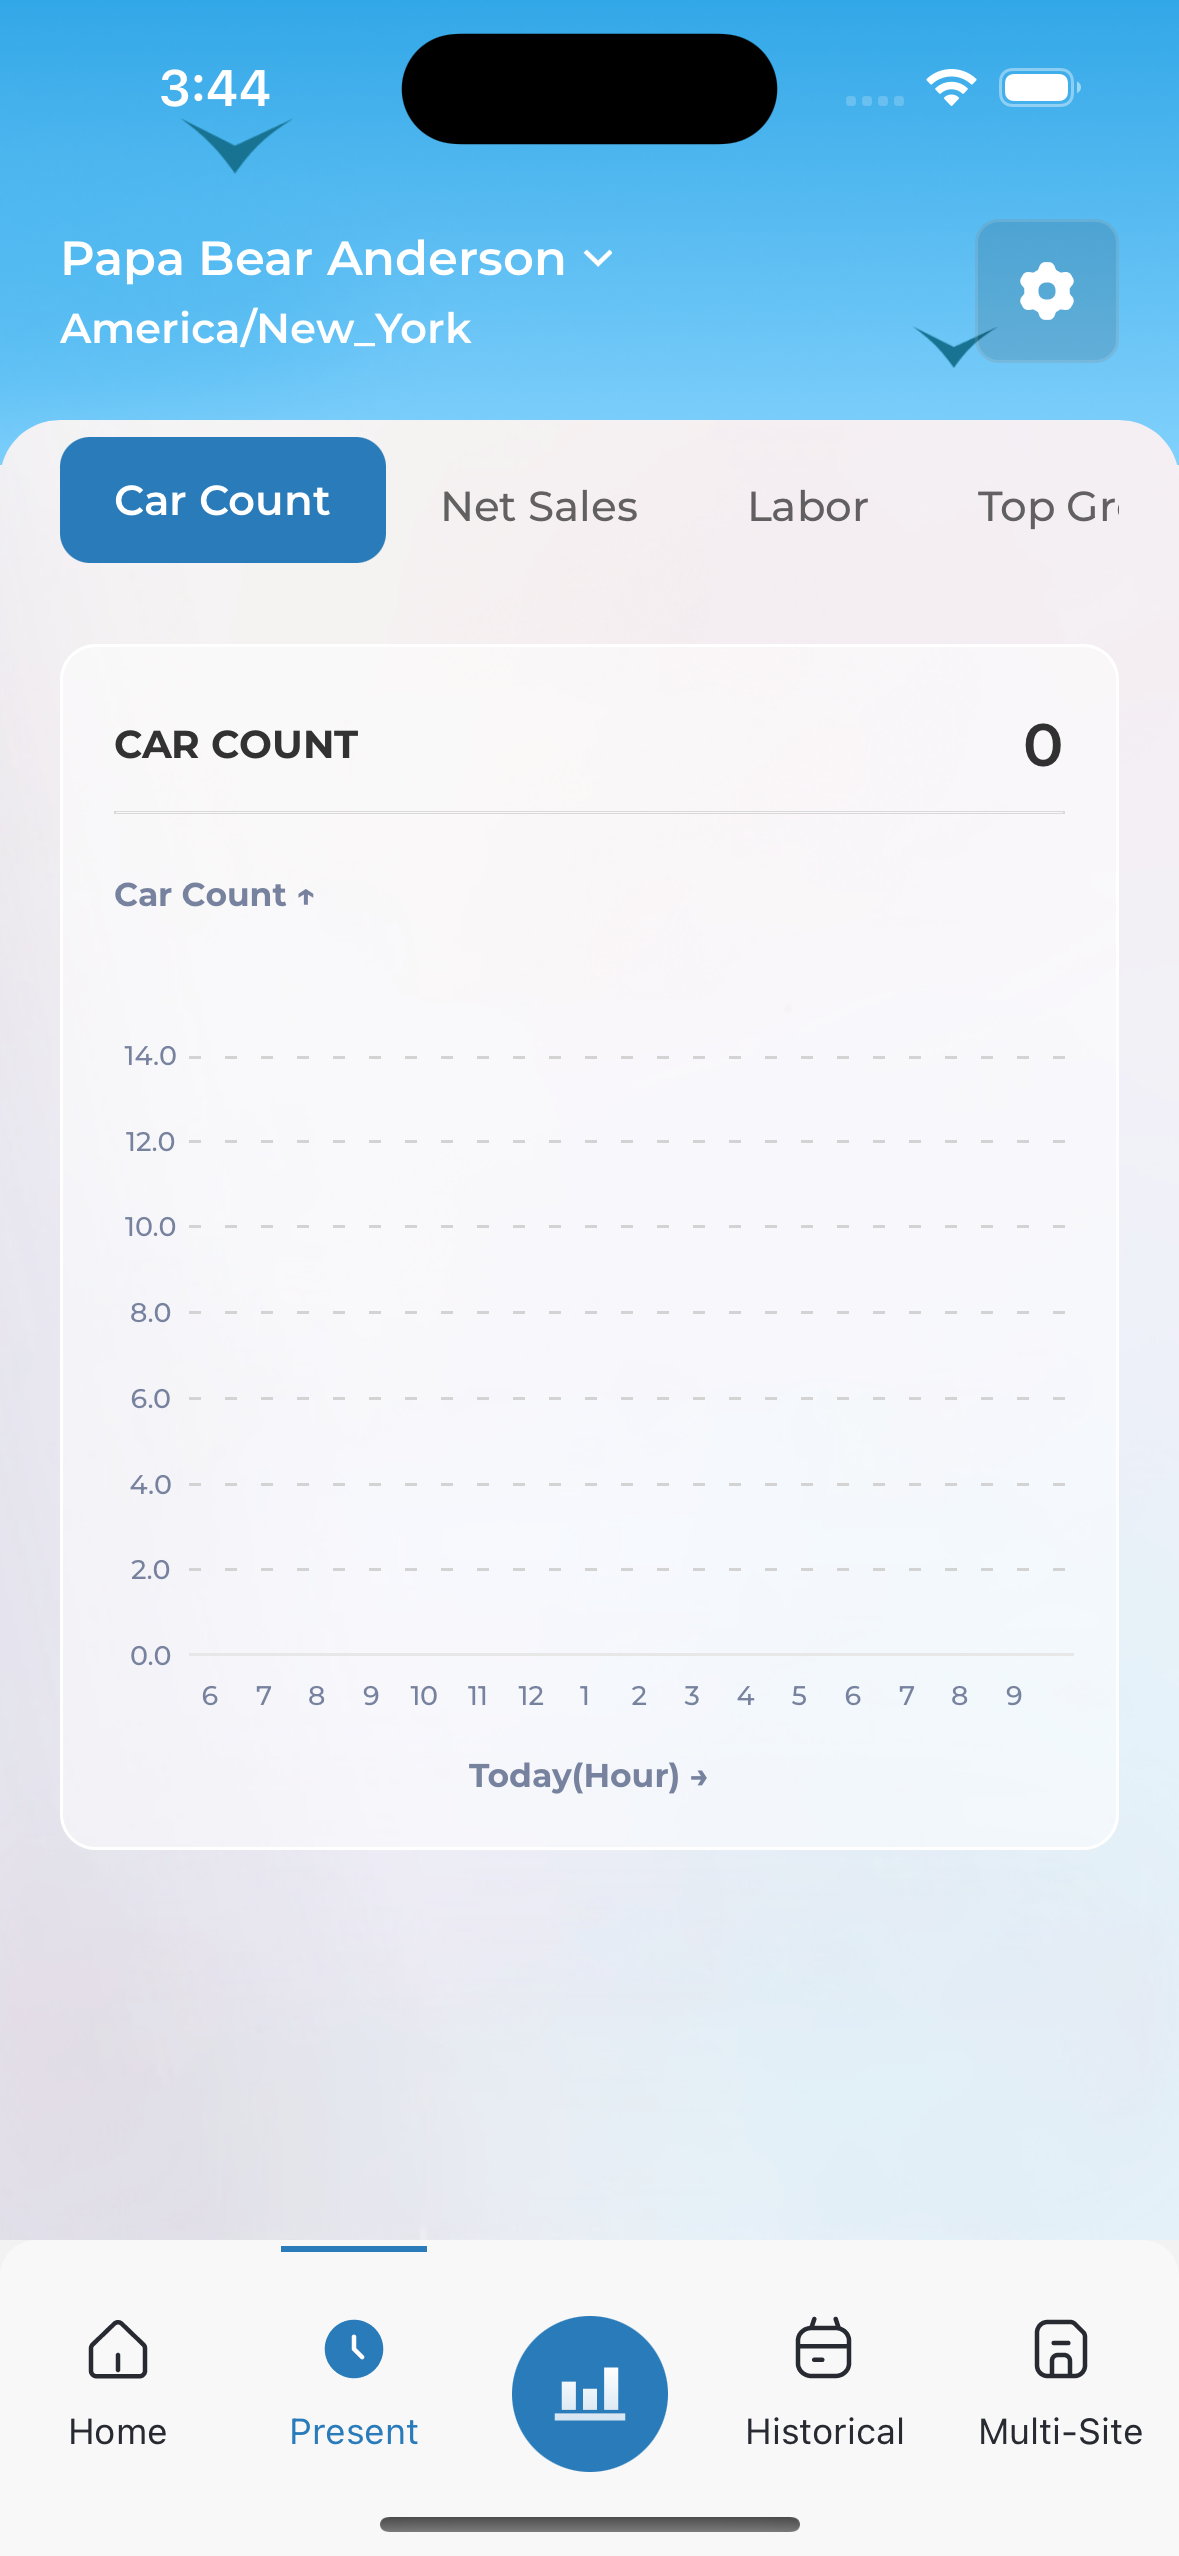 3:44
Papa Bear Anderson
America/New_York
Car Count Net Sales Labor Top Gr
CAR COUNT 0
Car Count ↑
14.0
12.0
10.0
8.0
6.0
4.0
2.0
0.0
6 7 8 9 10 11 12 1 2 3 4 5 6 7 8 9
Today(Hour) →
Home Present Historical Multi-Site